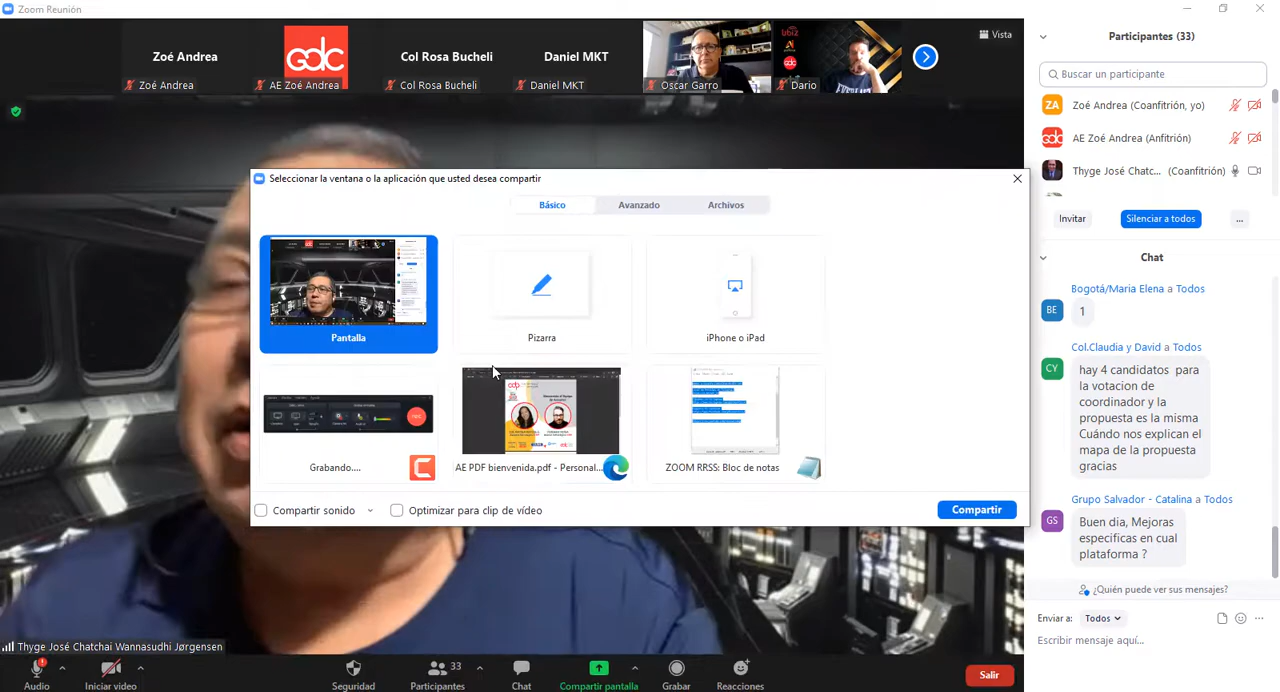 Zoom Reunión
Zoé Andrea
Zoé Andrea
GDC
AE Zoé Andrea
Col Rosa Bucheli
Col Rosa Bucheli
Daniel MKT
Daniel MKT
Oscar Garro
Dario
Vista
Seleccionar la ventana o la aplicación que usted desea compartir
Básico
Avanzado
Archivos
Pantalla
Pizarra
iPhone o iPad
Grabando....
AE PDF bienvenida.pdf - Personal...
ZOOM RRSS: Bloc de notas
Compartir sonido
Optimizar para clip de vídeo
Compartir
Thyge José Chatchai Wannasudhi Jørgensen
Audio
Iniciar video
Seguridad
33
Participantes
Chat
Compartir pantalla
Grabar
Reacciones
Salir
Participantes (33)
Buscar un participante
ZA
Zoé Andrea (Coanfitrión, yo)
GDC
AE Zoé Andrea (Anfitrión)
Thyge José Chatc... (Coanfitrión)
Invitar
Silenciar a todos
...
Chat
Bogotá/Maria Elena a Todos
BE
1
Col.Claudia y David a Todos
CY
hay 4 candidatos para
la votacion de
coordinador y la
propuesta es la misma
Cuándo nos explican el
mapa de la propuesta
gracias
Grupo Salvador - Catalina a Todos
GS
Buen dia, Mejoras
especificas en cual
plataforma ?
¿Quién puede ver sus mensajes?
Enviar a:
Todos
Escribir mensaje aquí...